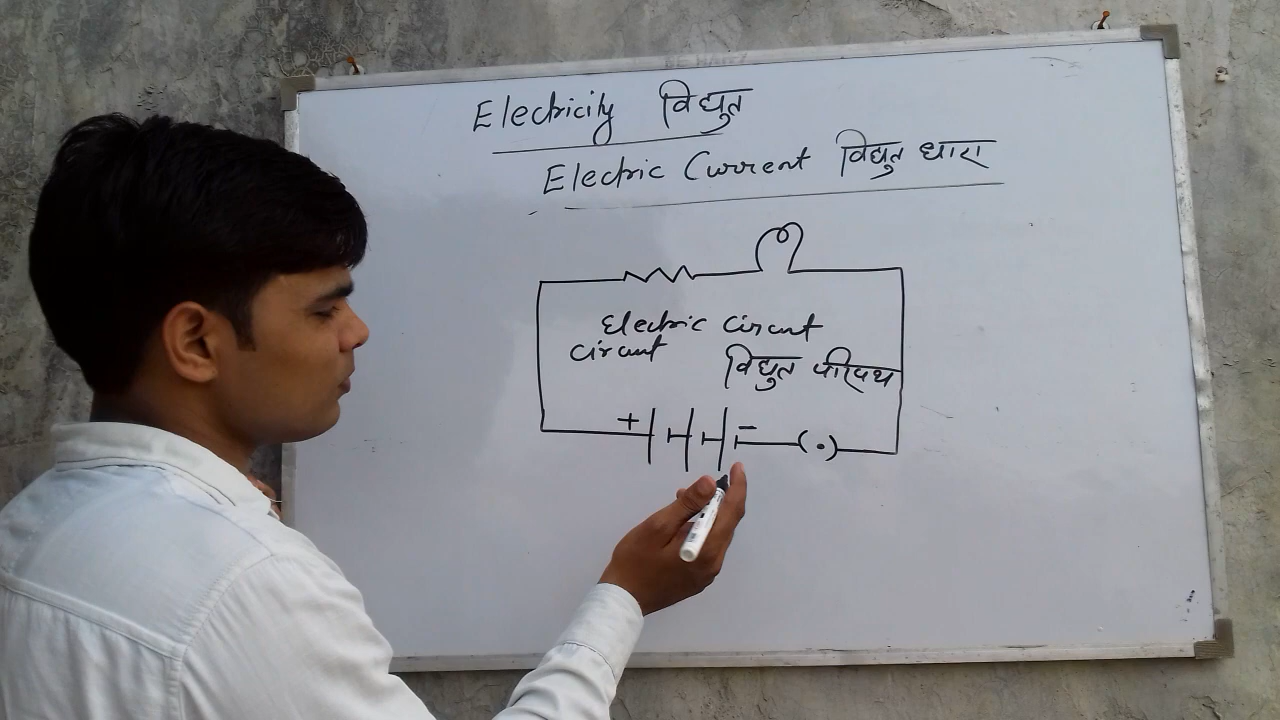 Electricity विद्युत
Electric Current विद्युत धारा
+ -
Electric Circuit
Circuit
विद्युत परिपथ